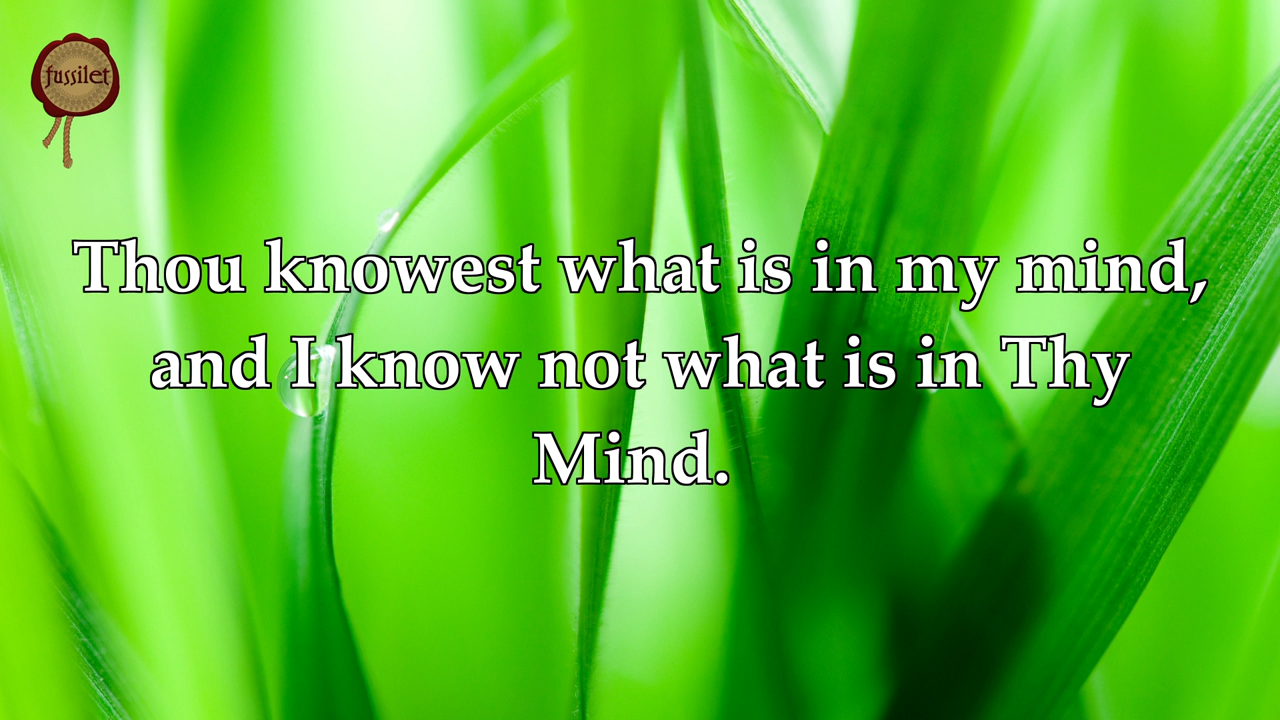 fussilet
Thou knowest what is in my mind,
and I know not what is in Thy
Mind.